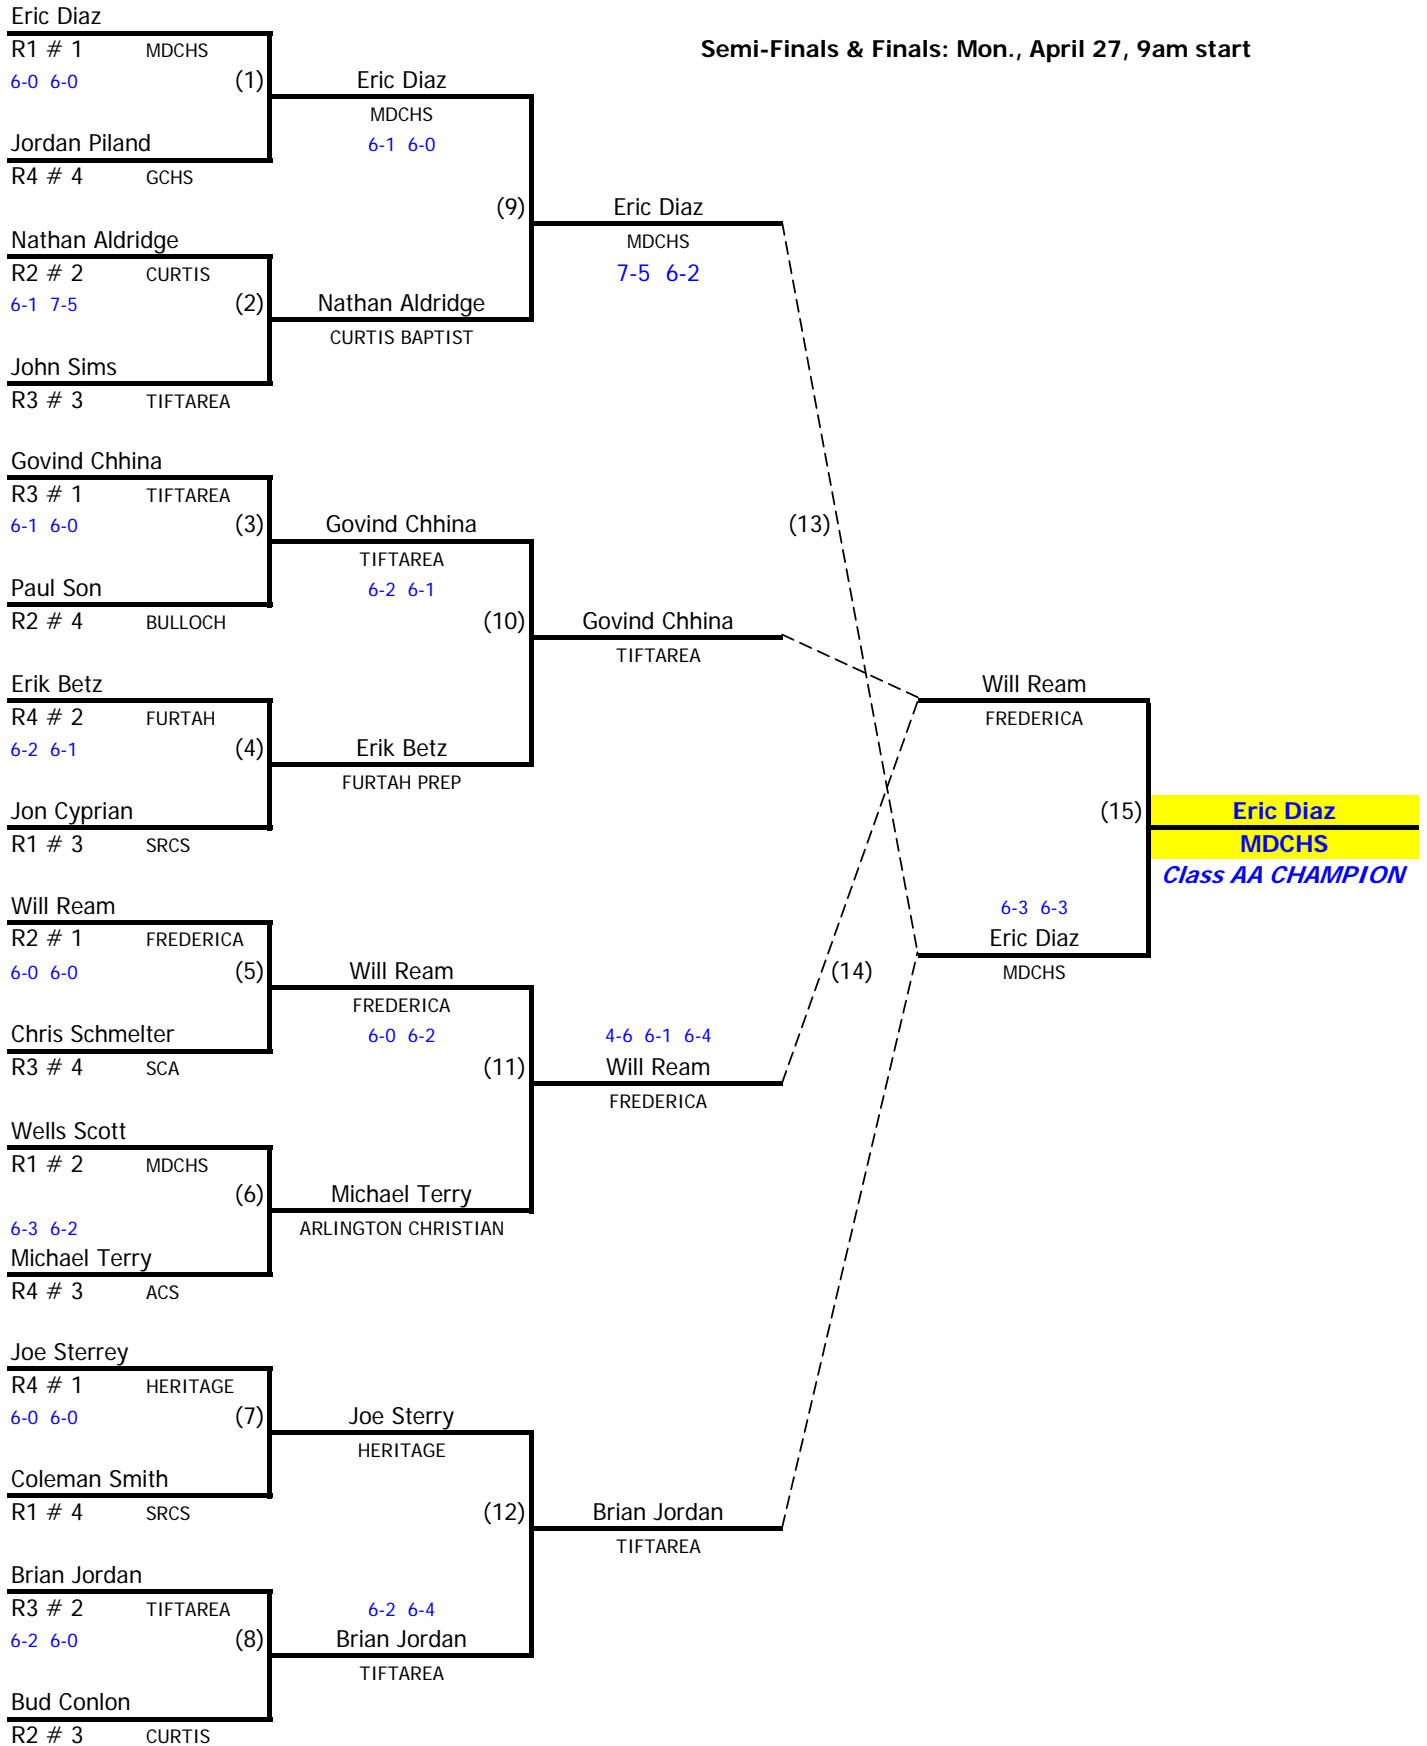 Eric Diaz
R1 # 1 MDCHS
Semi-Finals & Finals: Mon., April 27, 9am start
6-0 6-0 (1) Eric Diaz
MDCHS
Jordan Piland 6-1 6-0
R4 # 4 GCHS
(9) Eric Diaz
Nathan Aldridge MDCHS
R2 # 2 CURTIS 7-5 6-2
6-1 7-5 (2) Nathan Aldridge
CURTIS BAPTIST
John Sims
R3 # 3 TIFTAREA
Govind Chhina
R3 # 1 TIFTAREA
6-1 6-0 (3) Govind Chhina (13)
TIFTAREA
Paul Son 6-2 6-1
R2 # 4 BULLOCH (10) Govind Chhina
TIFTAREA
Erik Betz Will Ream
R4 # 2 FURTAH FREDERICA
6-2 6-1 (4) Erik Betz
FURTAH PREP
Jon Cyprian (15) Eric Diaz
R1 # 3 SRCS MDCHS
Class AA CHAMPION
Will Ream 6-3 6-3
R2 # 1 FREDERICA Eric Diaz
6-0 6-0 (5) Will Ream (14) MDCHS
FREDERICA
Chris Schmelter 6-0 6-2 4-6 6-1 6-4
R3 # 4 SCA (11) Will Ream
FREDERICA
Wells Scott
R1 # 2 MDCHS
(6) Michael Terry
6-3 6-2 ARLINGTON CHRISTIAN
Michael Terry
R4 # 3 ACS
Joe Sterrey
R4 # 1 HERITAGE
6-0 6-0 (7) Joe Sterry
HERITAGE
Coleman Smith
R1 # 4 SRCS (12) Brian Jordan
TIFTAREA
Brian Jordan
R3 # 2 TIFTAREA 6-2 6-4
6-2 6-0 (8) Brian Jordan
TIFTAREA
Bud Conlon
R2 # 3 CURTIS